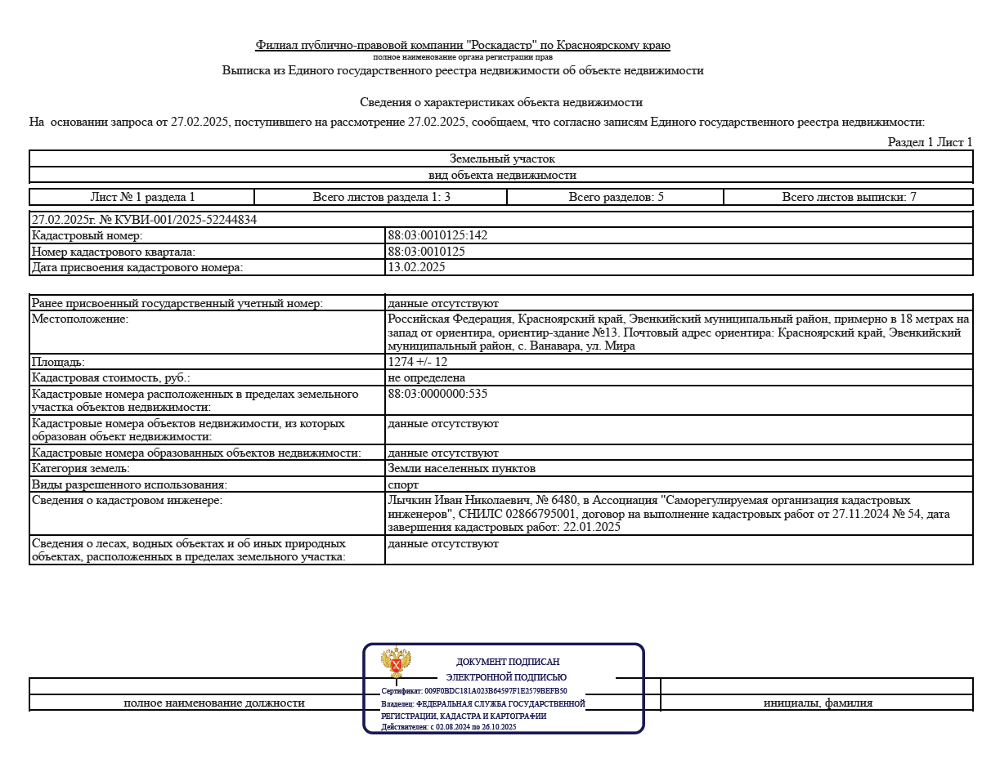 Филиал публично-правовой компании "Роскадастр" по Красноярскому краю
полное наименование органа регистрации прав
Выписка из Единого государственного реестра недвижимости об объекте недвижимости
Сведения о характеристиках объекта недвижимости
На основании запроса от 27.02.2025, поступившего на рассмотрение 27.02.2025, сообщаем, что согласно записям Единого государственного реестра недвижимости:
Раздел 1 Лист 1
Земельный участок
вид объекта недвижимости
Лист № 1 раздела 1 Всего листов раздела 1: 3 Всего разделов: 5 Всего листов выписки: 7
27.02.2025г. № КУВИ-001/2025-52244834
Кадастровый номер: 88:03:0010125:142
Номер кадастрового квартала: 88:03:0010125
Дата присвоения кадастрового номера: 13.02.2025
Ранее присвоенный государственный учетный номер: данные отсутствуют
Местоположение: Российская Федерация, Красноярский край, Эвенкийский муниципальный район, примерно в 18 метрах на
запад от ориентира, ориентир-здание №13. Почтовый адрес ориентира: Красноярский край, Эвенкийский
муниципальный район, с. Ванавара, ул. Мира
Площадь: 1274 +/- 12
Кадастровая стоимость, руб.: не определена
Кадастровые номера расположенных в пределах земельного 88:03:0000000:535
участка объектов недвижимости:
Кадастровые номера объектов недвижимости, из которых данные отсутствуют
образован объект недвижимости:
Кадастровые номера образованных объектов недвижимости: данные отсутствуют
Категория земель: Земли населенных пунктов
Виды разрешенного использования: спорт
Сведения о кадастровом инженере: Лычкин Иван Николаевич, № 6480, в Ассоциация "Саморегулируемая организация кадастровых
инженеров", СНИЛС 02866795001, договор на выполнение кадастровых работ от 27.11.2024 № 54, дата
завершения кадастровых работ: 22.01.2025
Сведения о лесах, водных объектах и об иных природных данные отсутствуют
объектах, расположенных в пределах земельного участка:
ДОКУМЕНТ ПОДПИСАН
ЭЛЕКТРОННОЙ ПОДПИСЬЮ
Сертификат: 009F0BDC181A023B64597F1E2579BEFB50
Владелец: ФЕДЕРАЛЬНАЯ СЛУЖБА ГОСУДАРСТВЕННОЙ
РЕГИСТРАЦИИ, КАДАСТРА И КАРТОГРАФИИ
Действителен: с 02.08.2024 по 26.10.2025
полное наименование должности инициалы, фамилия